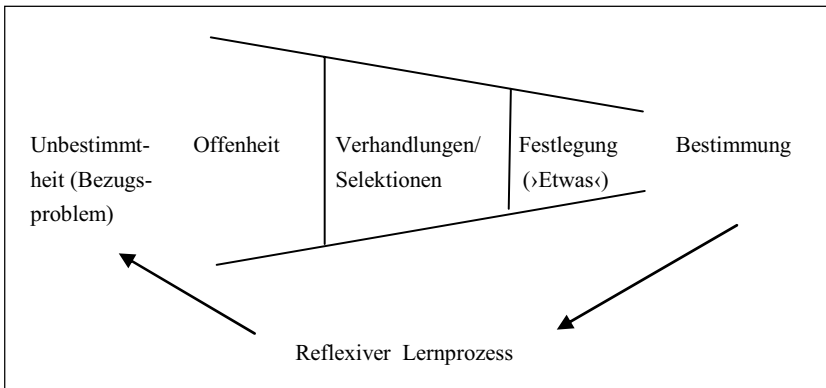 Unbestimmt-
heit (Bezugs-
problem)
Offenheit
Verhandlungen/
Selektionen
Festlegung
(›Etwas‹)
Bestimmung
Reflexiver Lernprozess